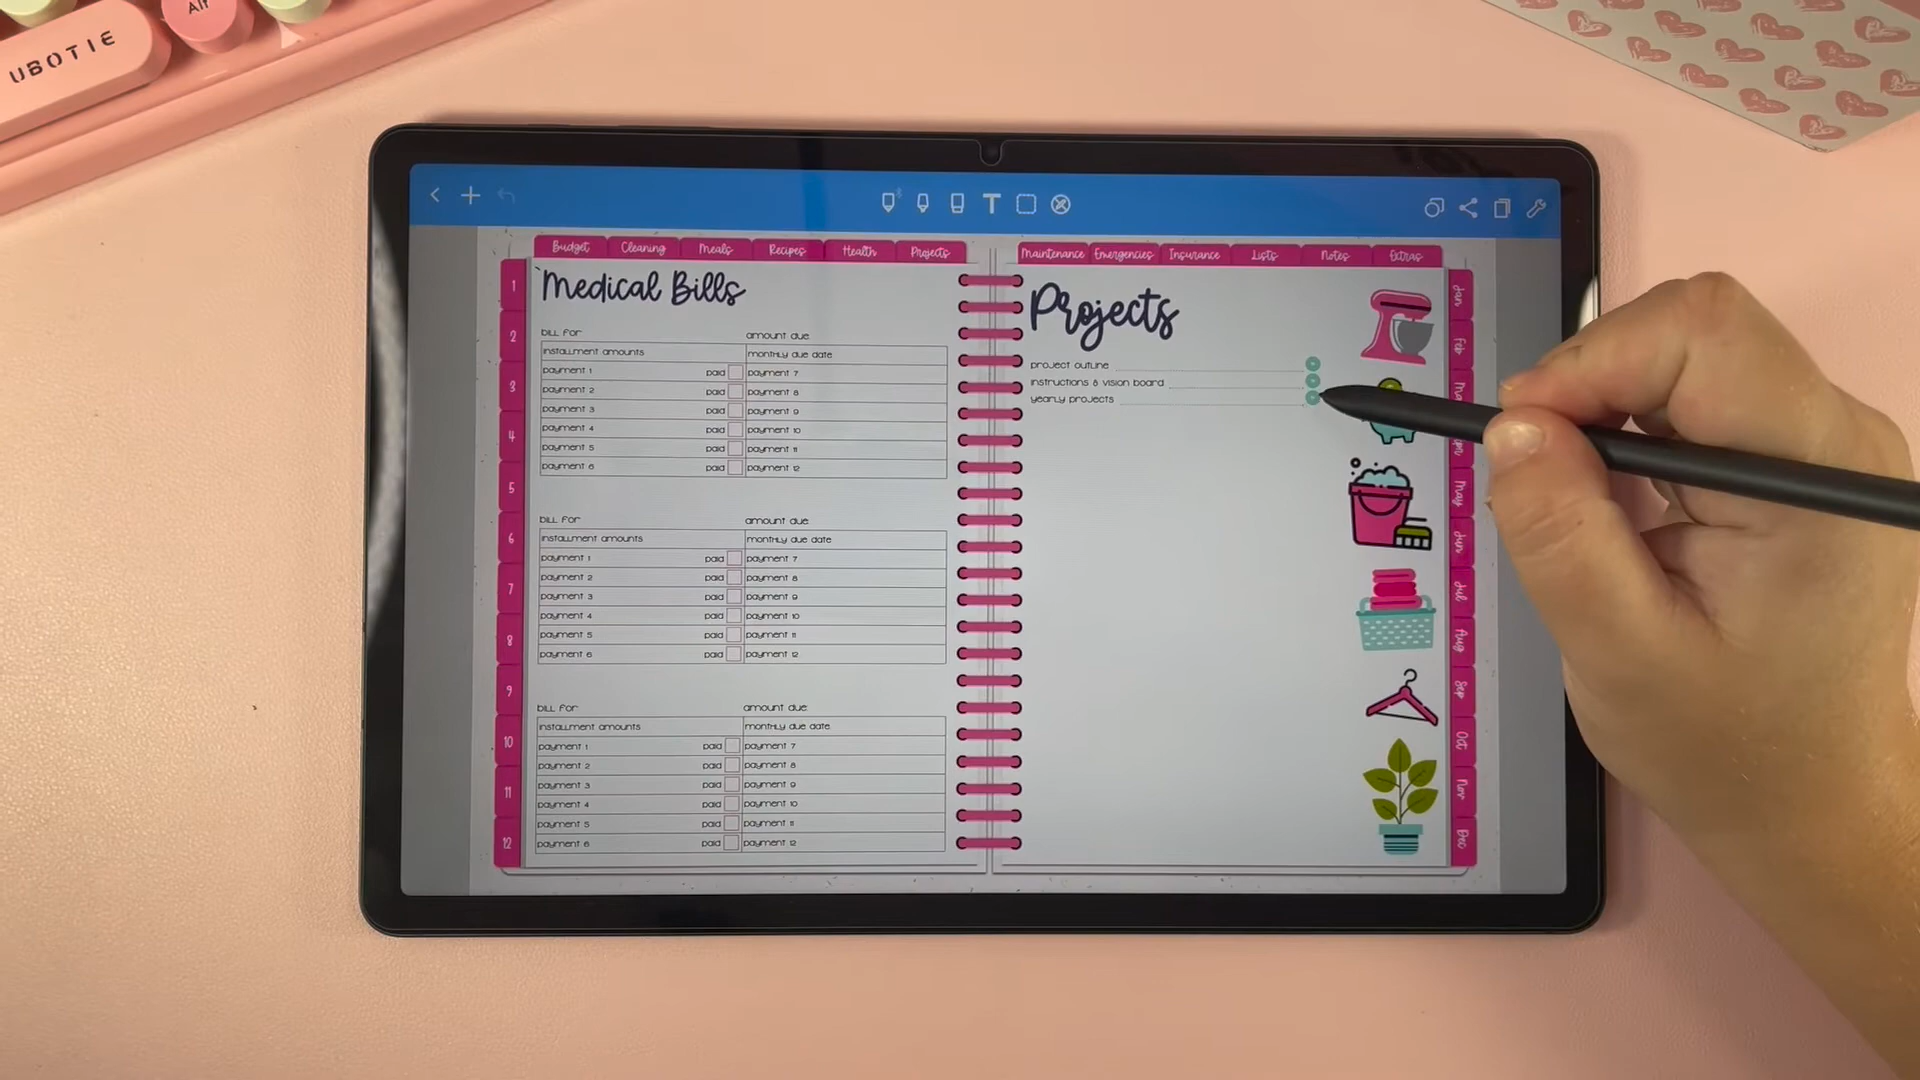 UBOTIE
Alt
T
Budget Cleaning Meals Recipes Health Projects
Maintenance Emergencies Insurance Lists Notes Extras
1
2
3
4
5
6
7
8
9
10
11
12
Medical Bills
bill for: amount due:
installment amounts monthly due date
payment 1 paid payment 7
payment 2 paid payment 8
payment 3 paid payment 9
payment 4 paid payment 10
payment 5 paid payment 11
payment 6 paid payment 12
bill for: amount due:
installment amounts monthly due date
payment 1 paid payment 7
payment 2 paid payment 8
payment 3 paid payment 9
payment 4 paid payment 10
payment 5 paid payment 11
payment 6 paid payment 12
bill for: amount due:
installment amounts monthly due date
payment 1 paid payment 7
payment 2 paid payment 8
payment 3 paid payment 9
payment 4 paid payment 10
payment 5 paid payment 11
payment 6 paid payment 12
Projects
project outline
instructions & vision board
yearly projects
Jan
Feb
May
Jun
Jul
Aug
Sep
Oct
Nov
Dec